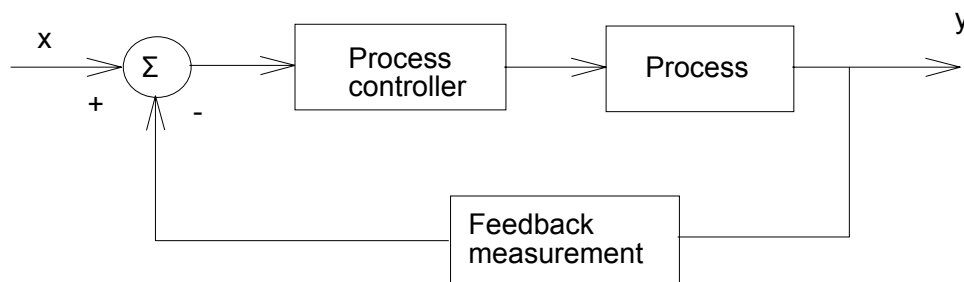 x
Σ
+
-
Process
controller
Process
y
Feedback
measurement